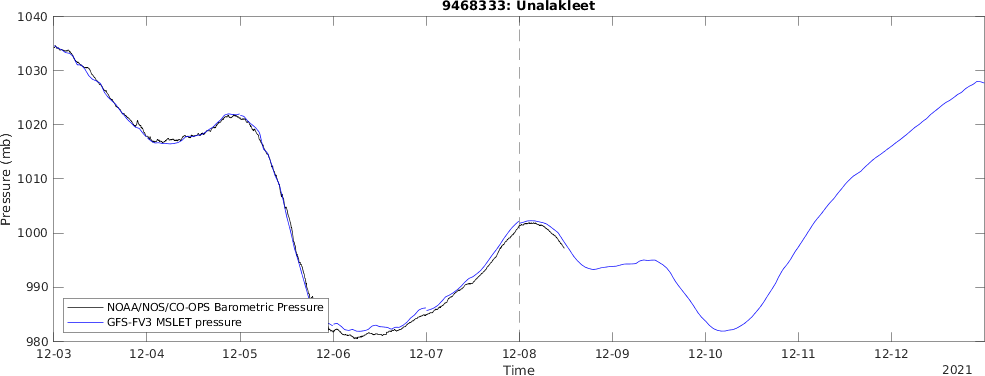 9468333: Unalakleet
1040
1030
1020
1010
1000
990
980
Pressure (mb)
NOAA/NOS/CO-OPS Barometric Pressure
GFS-FV3 MSLET pressure
12-03 12-04 12-05 12-06 12-07 12-08 12-09 12-10 12-11 12-12
Time
2021